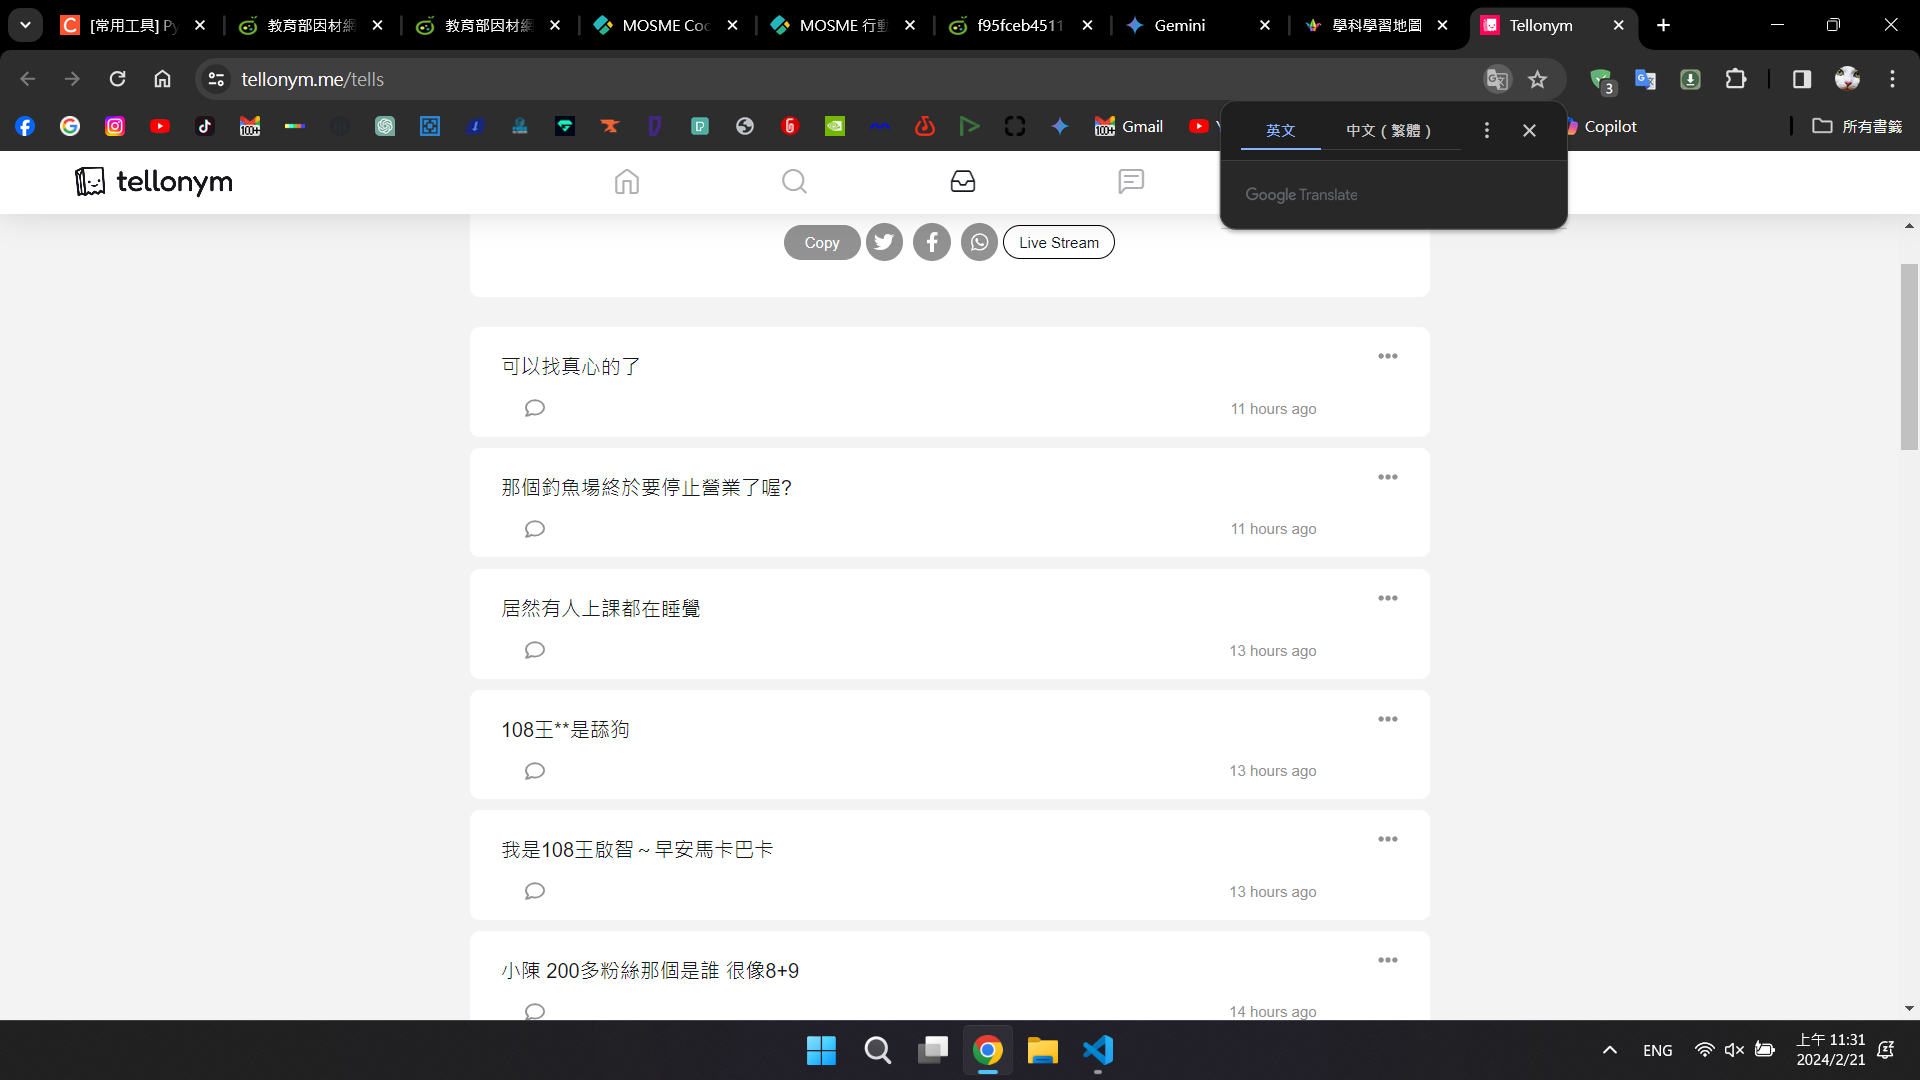 [常用工具] Py
教育部因材網
教育部因材網
MOSME Coc
MOSME 行動
f95fceb4511
Gemini
學科學習地圖
Tellonym
tellonym.me/tells
3
Gmail
Copilot
所有書籤
英文
中文（繁體）
Google Translate
tellonym
Copy
Live Stream
可以找真心的了
11 hours ago
那個釣魚場終於要停止營業了喔?
11 hours ago
居然有人上課都在睡覺
13 hours ago
108王**是舔狗
13 hours ago
我是108王啟智～早安馬卡巴卡
13 hours ago
小陳 200多粉絲那個是誰 很像8+9
14 hours ago
ENG
上午 11:31
2024/2/21